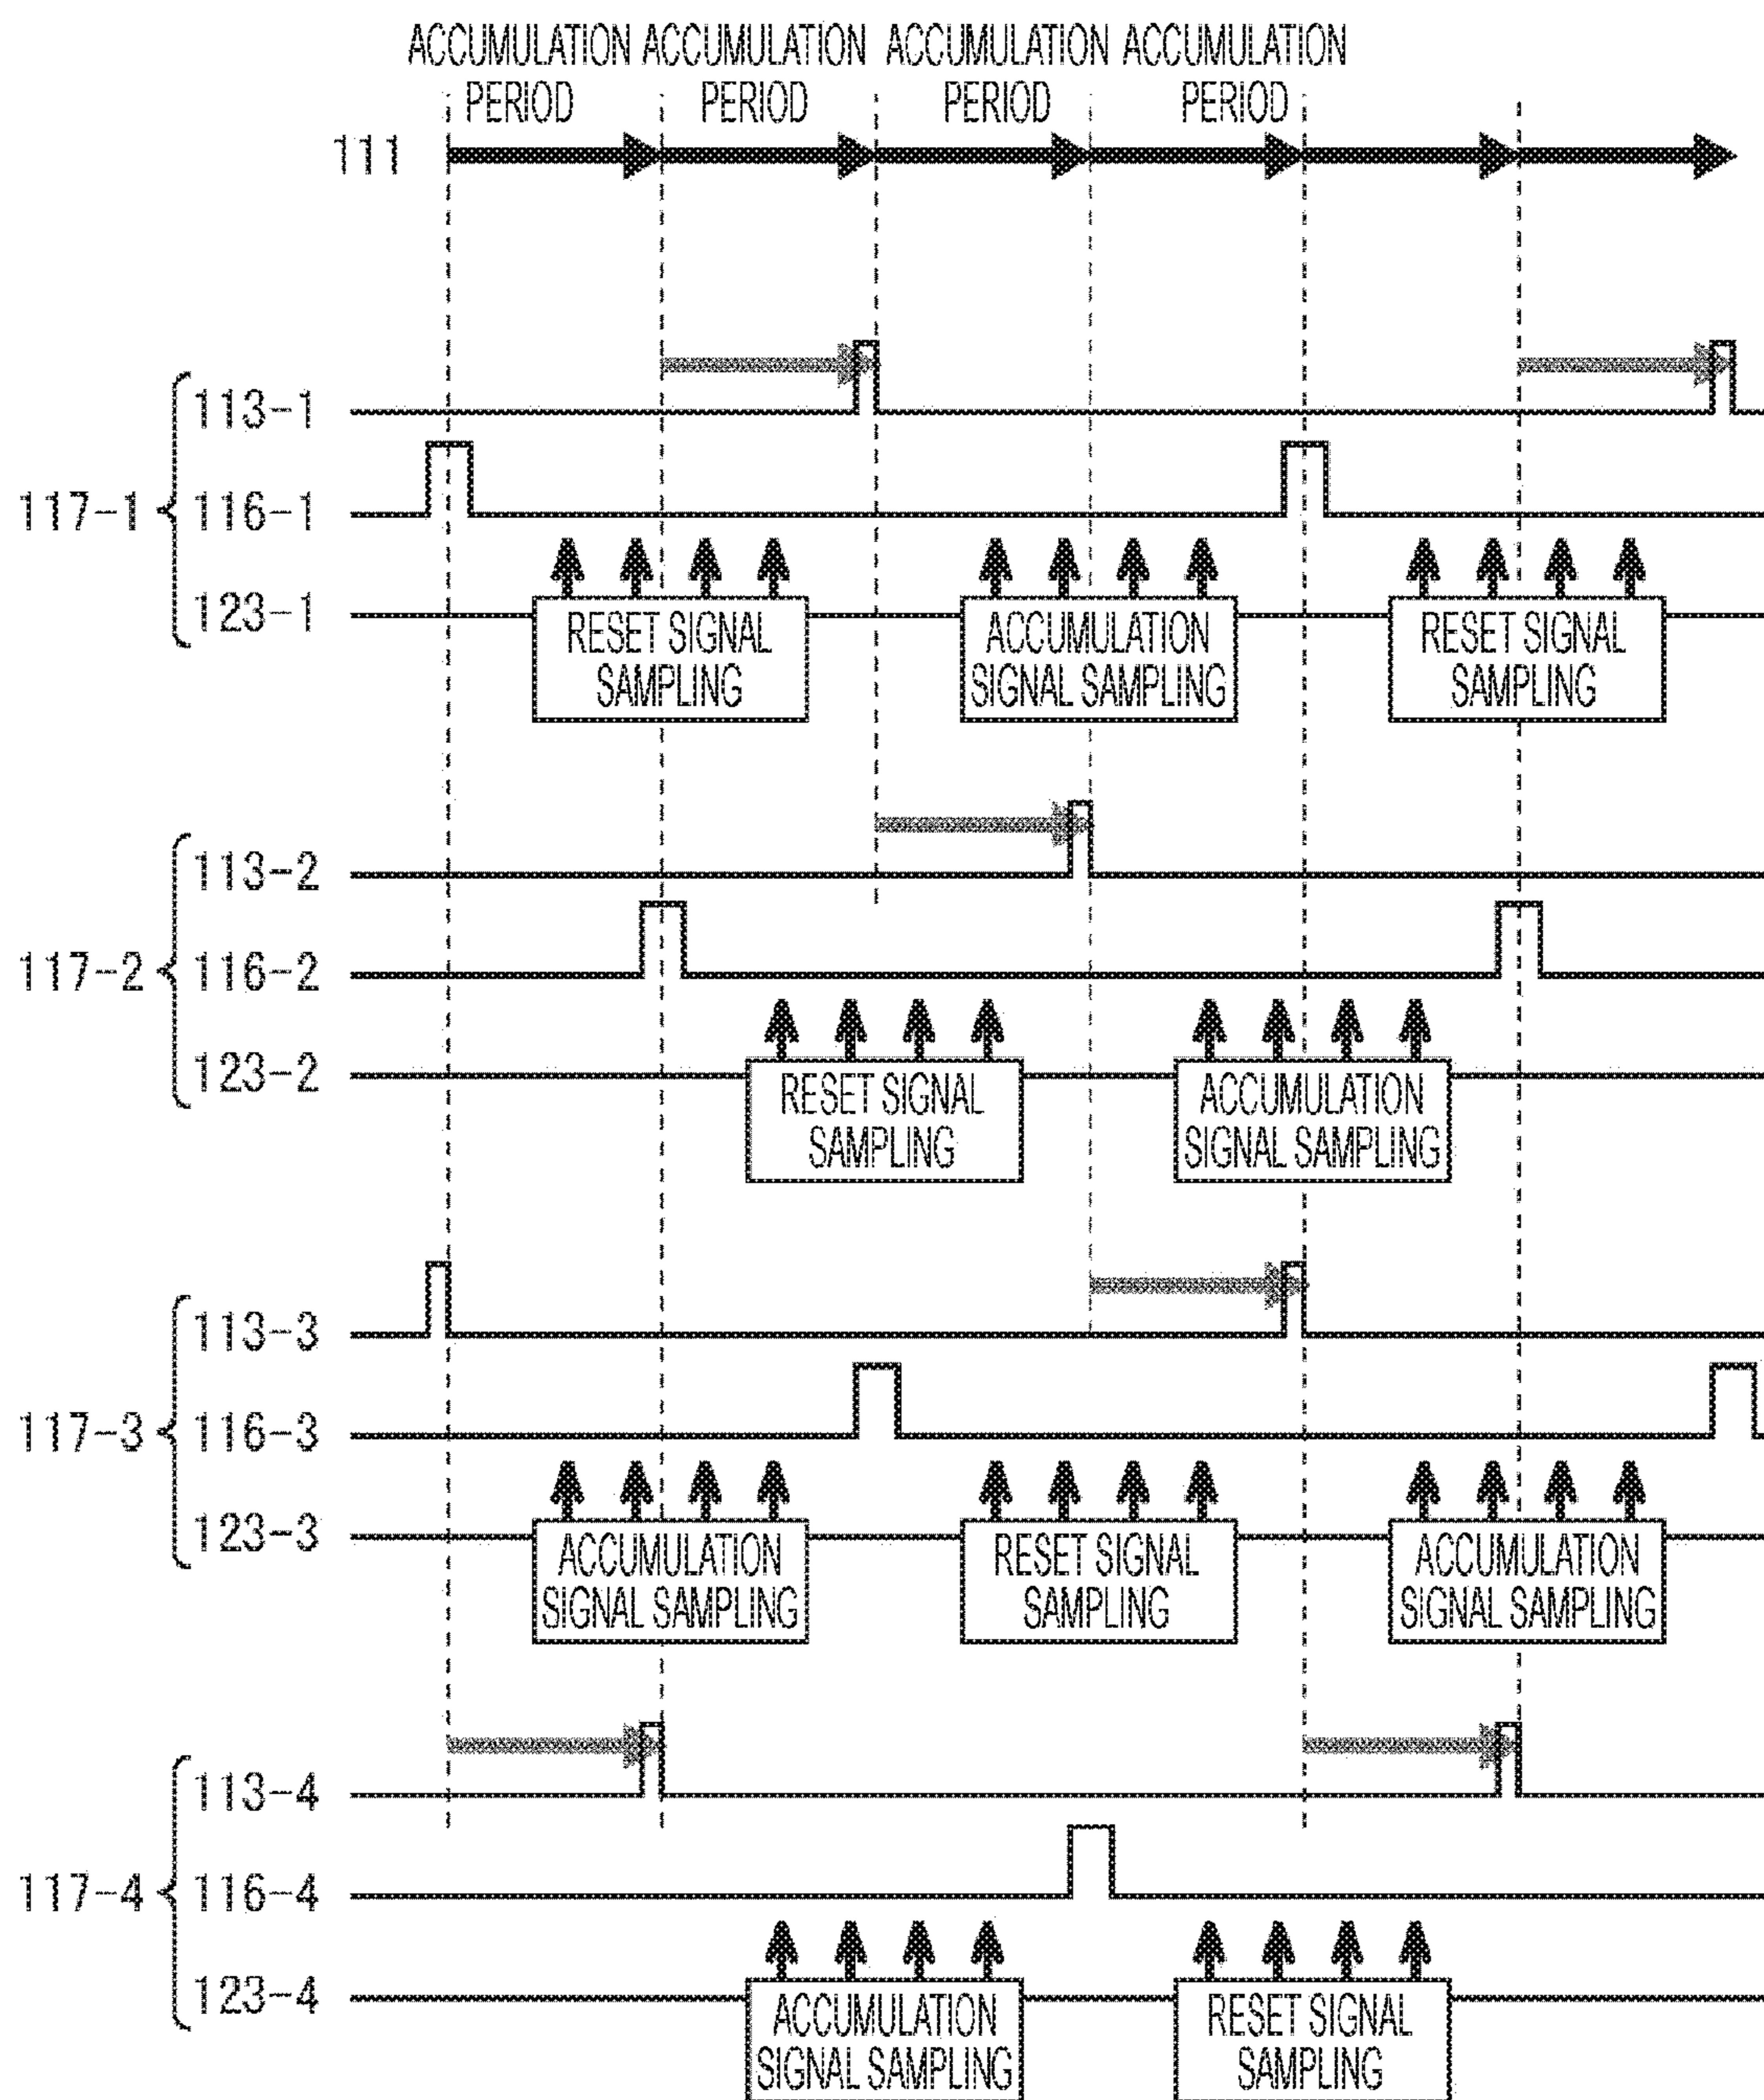 ACCUMULATION ACCUMULATION ACCUMULATION ACCUMULATION
PERIOD PERIOD PERIOD PERIOD
111
113-1
117-1 116-1
123-1
RESET SIGNAL SAMPLING
ACCUMULATION SIGNAL SAMPLING
RESET SIGNAL SAMPLING
113-2
117-2 116-2
123-2
RESET SIGNAL SAMPLING
ACCUMULATION SIGNAL SAMPLING
113-3
117-3 116-3
123-3
ACCUMULATION SIGNAL SAMPLING
RESET SIGNAL SAMPLING
ACCUMULATION SIGNAL SAMPLING
113-4
117-4 116-4
123-4
ACCUMULATION SIGNAL SAMPLING
RESET SIGNAL SAMPLING